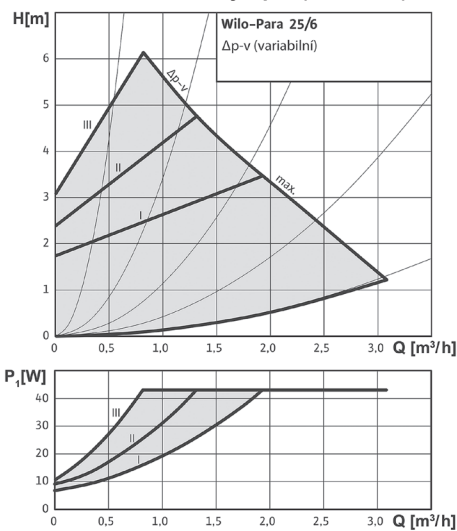 H[m]
Wilo-Para 25/6
Δp-v (variabilní)
6
Δp-v
5
III
4
II
max.
3
I
2
1
0
0 0,5 1,0 1,5 2,0 2,5 3,0 Q [m³/h]
P₁[W]
40
III
30
II
20
I
10
0
0 0,5 1,0 1,5 2,0 2,5 3,0 Q [m³/h]